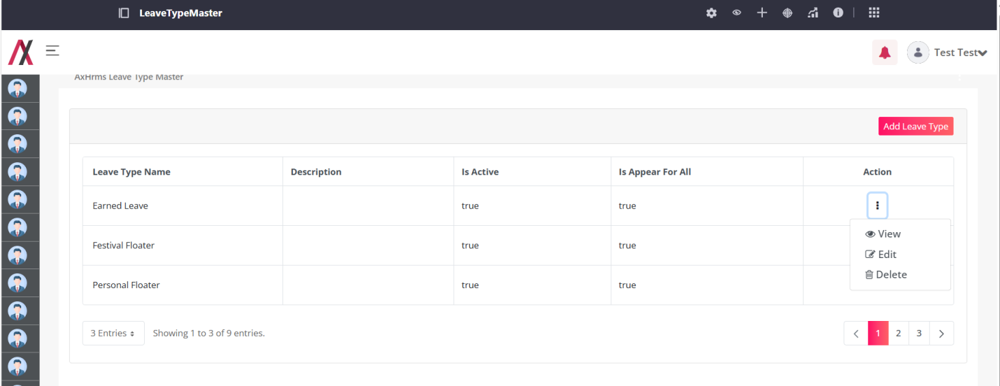 LeaveTypeMaster
Test Test
AxHrms Leave Type Master
Add Leave Type
Leave Type Name Description Is Active Is Appear For All Action
Earned Leave true true
View
Festival Floater true true
Edit
Delete
Personal Floater true true
3 Entries Showing 1 to 3 of 9 entries. 1 2 3